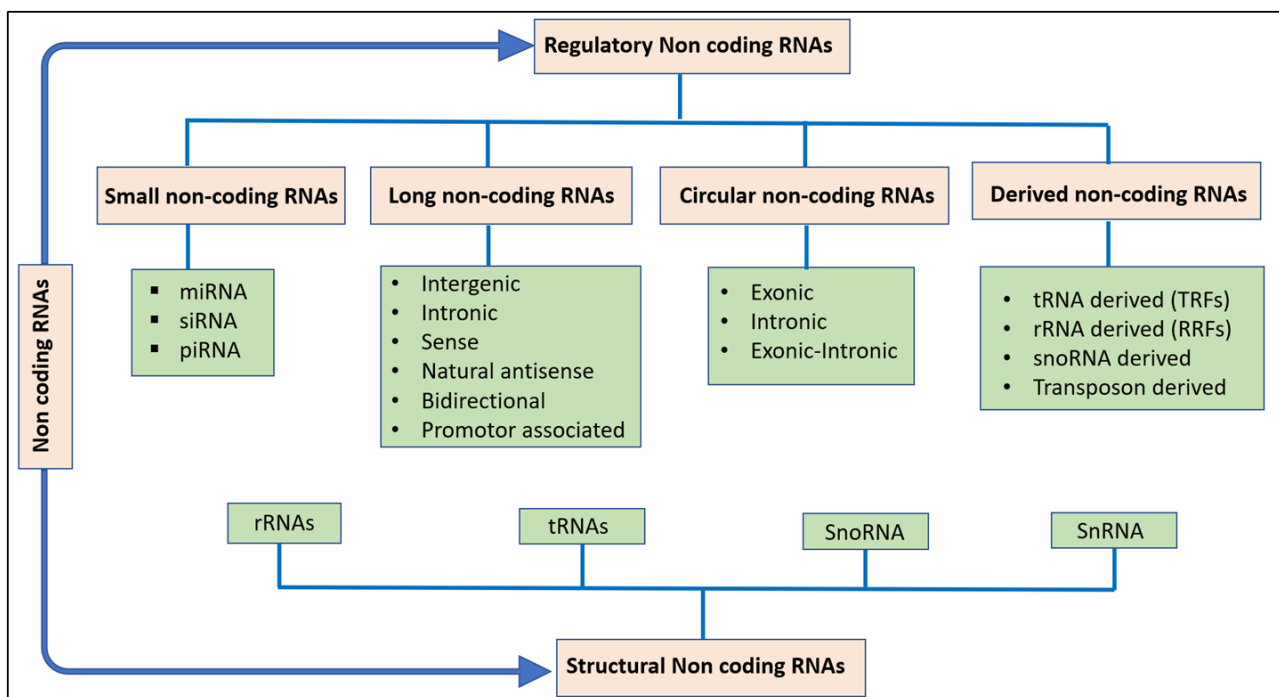 Regulatory Non coding RNAs
Small non-coding RNAs
Long non-coding RNAs
Circular non-coding RNAs
Derived non-coding RNAs
▪ miRNA
▪ siRNA
▪ piRNA
• Intergenic
• Intronic
• Sense
• Natural antisense
• Bidirectional
• Promotor associated
• Exonic
• Intronic
• Exonic-Intronic
• tRNA derived (TRFs)
• rRNA derived (RRFs)
• snoRNA derived
• Transposon derived
Non coding RNAs
rRNAs
tRNAs
SnoRNA
SnRNA
Structural Non coding RNAs